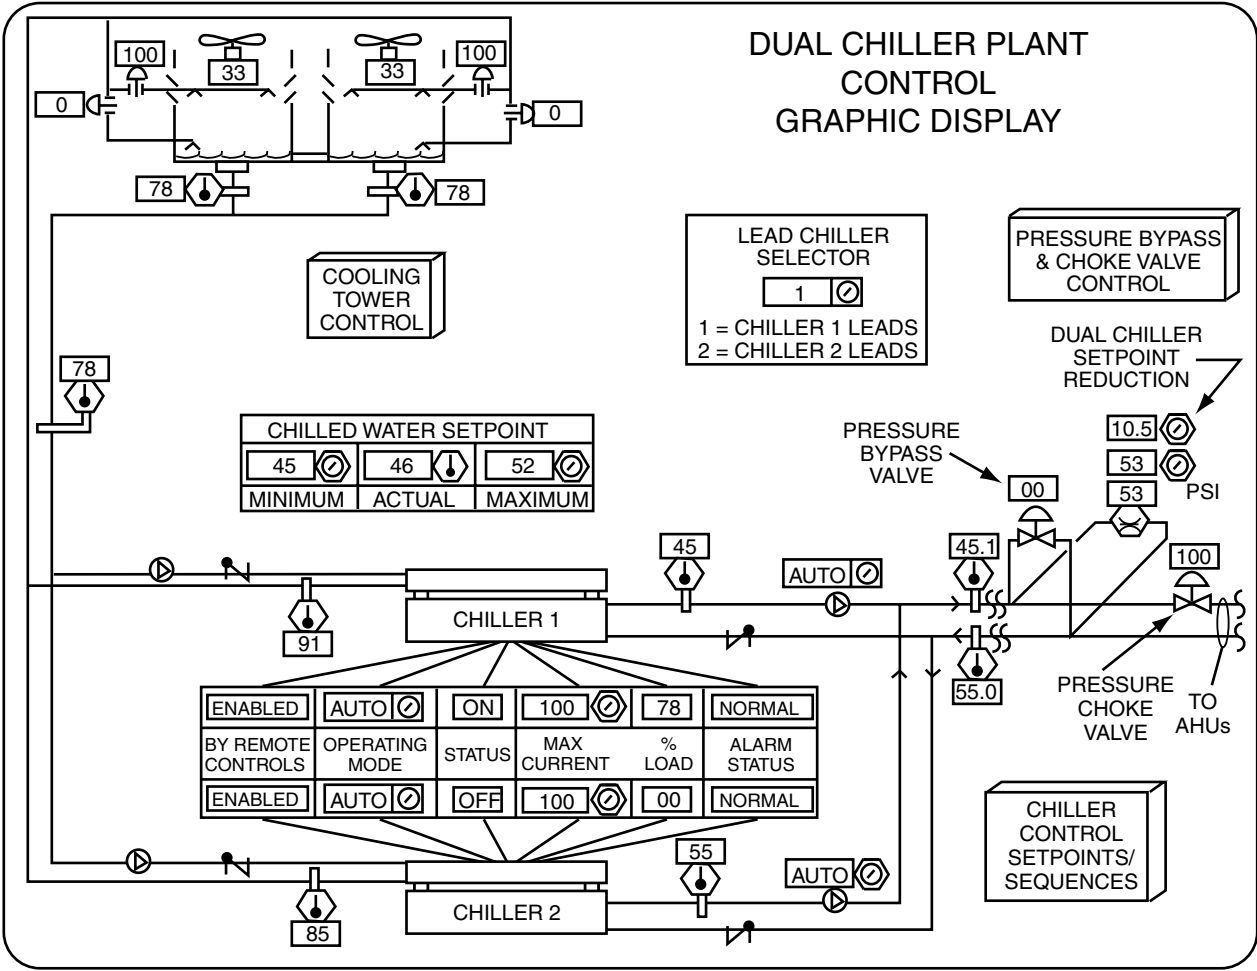 DUAL CHILLER PLANT
CONTROL
GRAPHIC DISPLAY
100
33
33
100
0
0
78
78
COOLING
TOWER
CONTROL
LEAD CHILLER
SELECTOR
1
1 = CHILLER 1 LEADS
2 = CHILLER 2 LEADS
PRESSURE BYPASS
& CHOKE VALVE
CONTROL
DUAL CHILLER
SETPOINT
REDUCTION
78
10.5
53
53
PSI
CHILLED WATER SETPOINT
45
46
52
MINIMUM
ACTUAL
MAXIMUM
PRESSURE
BYPASS
VALVE
00
45
AUTO
45.1
100
CHILLER 1
91
55.0
PRESSURE
CHOKE
VALVE
TO
AHUs
ENABLED
AUTO
ON
100
78
NORMAL
BY REMOTE
CONTROLS
OPERATING
MODE
STATUS
MAX
CURRENT
%
LOAD
ALARM
STATUS
ENABLED
AUTO
OFF
100
00
NORMAL
CHILLER
CONTROL
SETPOINTS/
SEQUENCES
55
AUTO
CHILLER 2
85